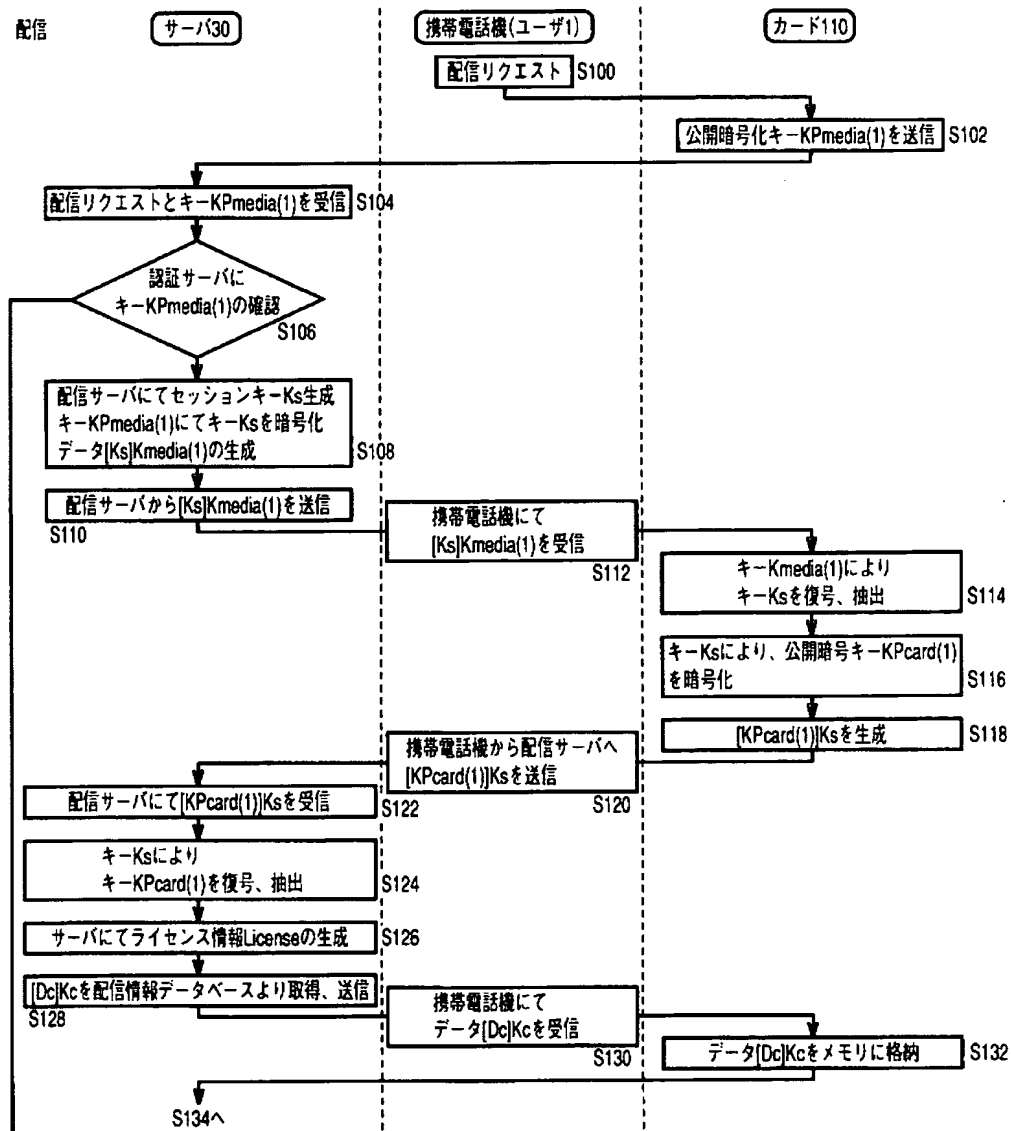 配信
サーバ30
携帯電話機(ユーザ1)
カード110
配信リクエスト
S100
公開暗号化キーKPmedia(1)を送信
S102
配信リクエストとキーKPmedia(1)を受信
S104
認証サーバに
キーKPmedia(1)の確認
S106
配信サーバにてセッションキーKs生成
キーKPmedia(1)にてキーKsを暗号化
データ[Ks]Kmedia(1)の生成
S108
配信サーバから[Ks]Kmedia(1)を送信
S110
携帯電話機にて
[Ks]Kmedia(1)を受信
S112
キーKmedia(1)により
キーKsを復号、抽出
S114
キーKsにより、公開暗号キーKPcard(1)
を暗号化
S116
[KPcard(1)]Ksを生成
S118
携帯電話機から配信サーバへ
[KPcard(1)]Ksを送信
S120
配信サーバにて[KPcard(1)]Ksを受信
S122
キーKsにより
キーKPcard(1)を復号、抽出
S124
サーバにてライセンス情報Licenseの生成
S126
[Dc]Kcを配信情報データベースより取得、送信
S128
携帯電話機にて
データ[Dc]Kcを受信
S130
データ[Dc]Kcをメモリに格納
S132
S134へ